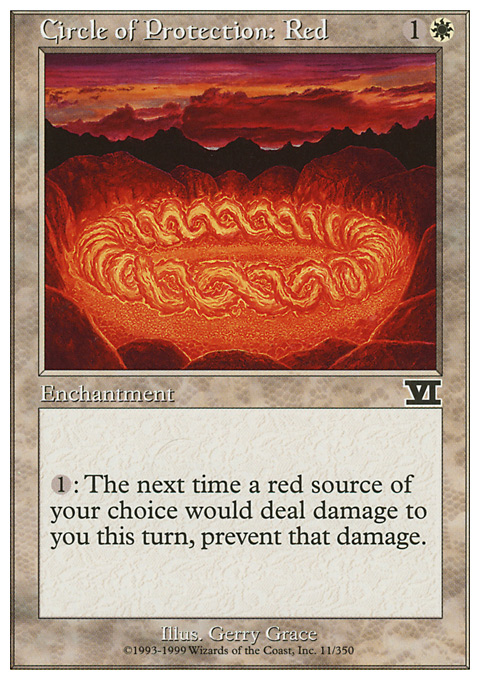 Circle of Protection: Red 1
Enchantment VI
1: The next time a red source of
your choice would deal damage to
you this turn, prevent that damage.
Illus. Gerry Grace
©1993-1999 Wizards of the Coast, Inc. 11/350